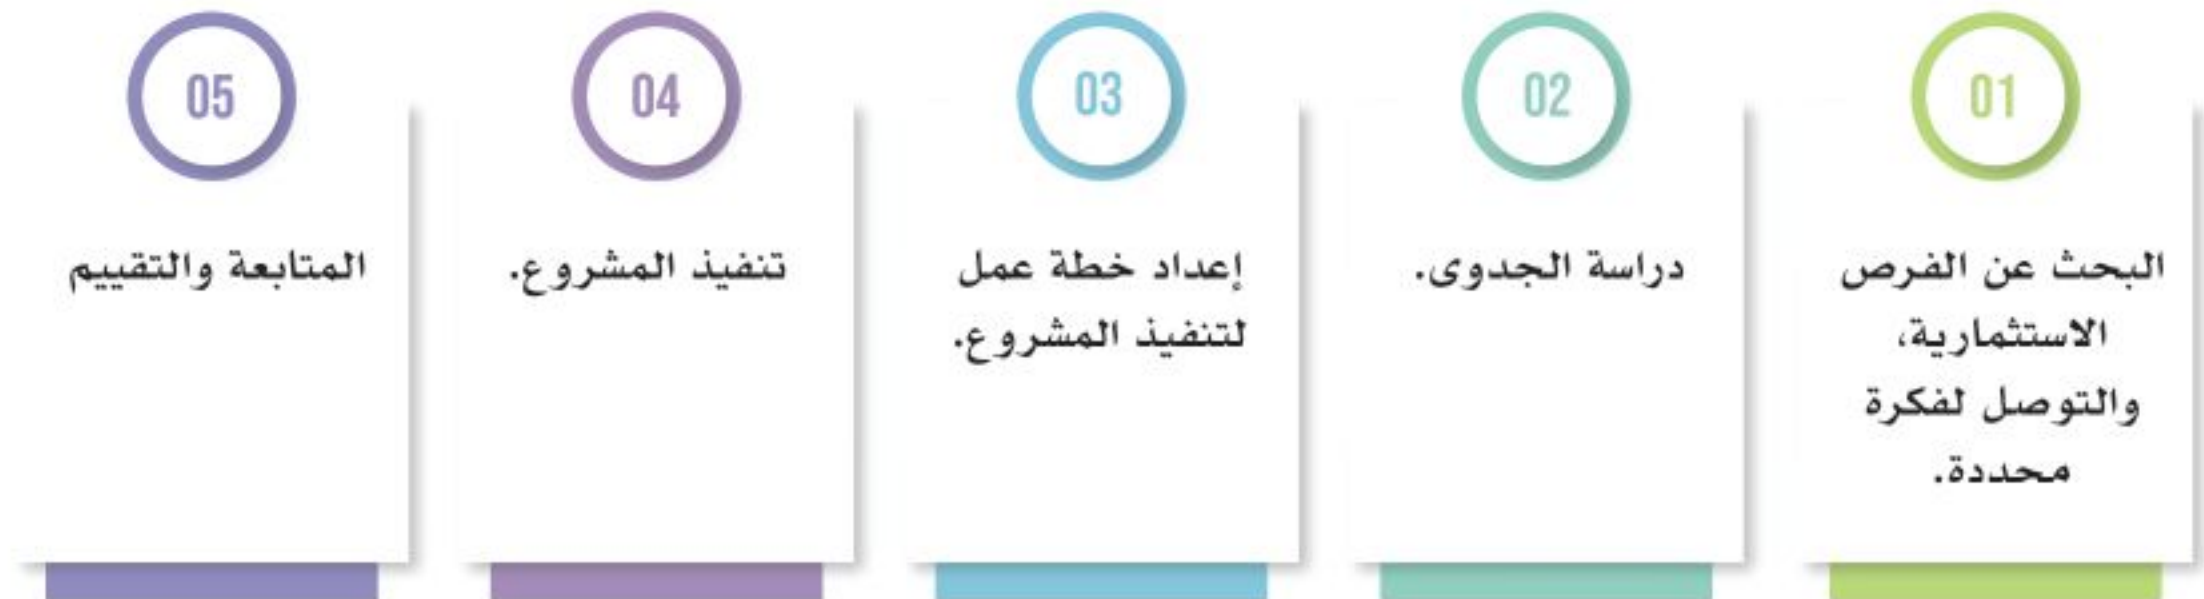 01
البحث عن الفرص
الاستثمارية،
والتوصل لفكرة
محددة.
02
دراسة الجدوى.
03
إعداد خطة عمل
لتنفيذ المشروع.
04
تنفيذ المشروع.
05
المتابعة والتقييم